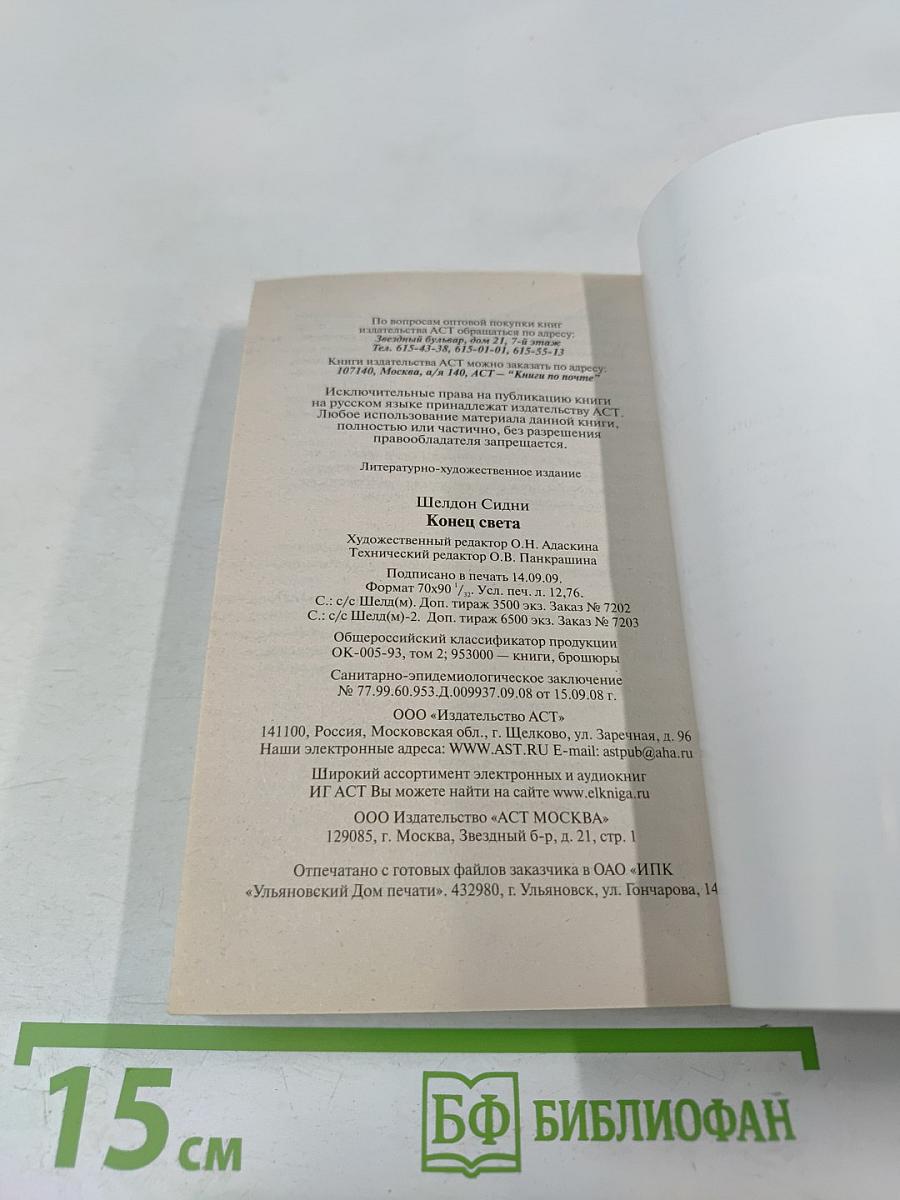 По вопросам оптовой покупки книг
издательства АСТ обращаться по адресу:
Звездный бульвар, дом 21, 7-й этаж
Тел. 615-43-38, 615-01-01, 615-55-13
Книги издательства АСТ можно заказать по адресу:
107140, Москва, а/я 140, АСТ – "Книги по почте"
Исключительные права на публикацию книги
на русском языке принадлежат издательству АСТ.
Любое использование материала данной книги,
полностью или частично, без разрешения
правообладателя запрещается.
Литературно-художественное издание
Шелдон Сидни
Конец света
Художественный редактор О.Н. Адаскина
Технический редактор О.В. Панкрашина
Подписано в печать 14.09.09.
Формат 70х90 1/32. Усл. печ. л. 12,76.
С.: с/с Шелд(м). Доп. тираж 3500 экз. Заказ № 7202
С.: с/с Шелд(м)-2. Доп. тираж 6500 экз. Заказ № 7203
Общероссийский классификатор продукции
ОК-005-93, том 2; 953000 — книги, брошюры
Санитарно-эпидемиологическое заключение
№ 77.99.60.953.Д.009937.09.08 от 15.09.08 г.
ООО «Издательство АСТ»
141100, Россия, Московская обл., г. Щелково, ул. Заречная, д. 96
Наши электронные адреса: WWW.AST.RU E-mail: astpub@aha.ru
Широкий ассортимент электронных и аудиокниг
ИГ АСТ Вы можете найти на сайте www.elkniga.ru
ООО Издательство «АСТ МОСКВА»
129085, г. Москва, Звездный б-р, д. 21, стр. 1
Отпечатано с готовых файлов заказчика в ОАО «ИПК
«Ульяновский Дом печати». 432980, г. Ульяновск, ул. Гончарова, 14
15 см
БФ БИБЛИОФАН